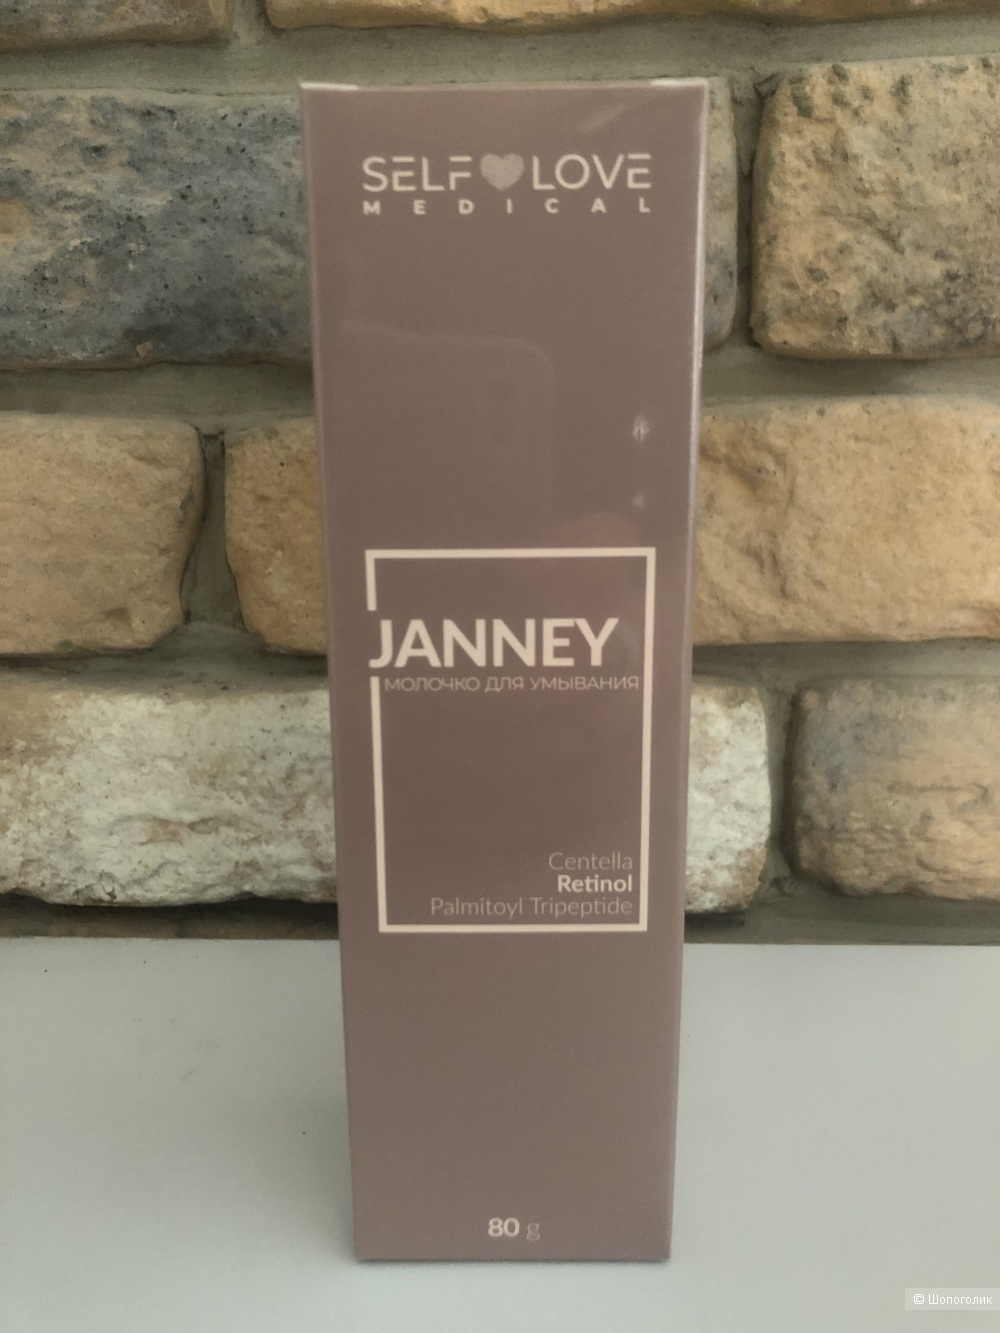 SELF LOVE
MEDICAL
JANNEY
МОЛОЧКО ДЛЯ УМЫВАНИЯ
Centella
Retinol
Palmitoyl Tripeptide
80 g
© Шопоголик